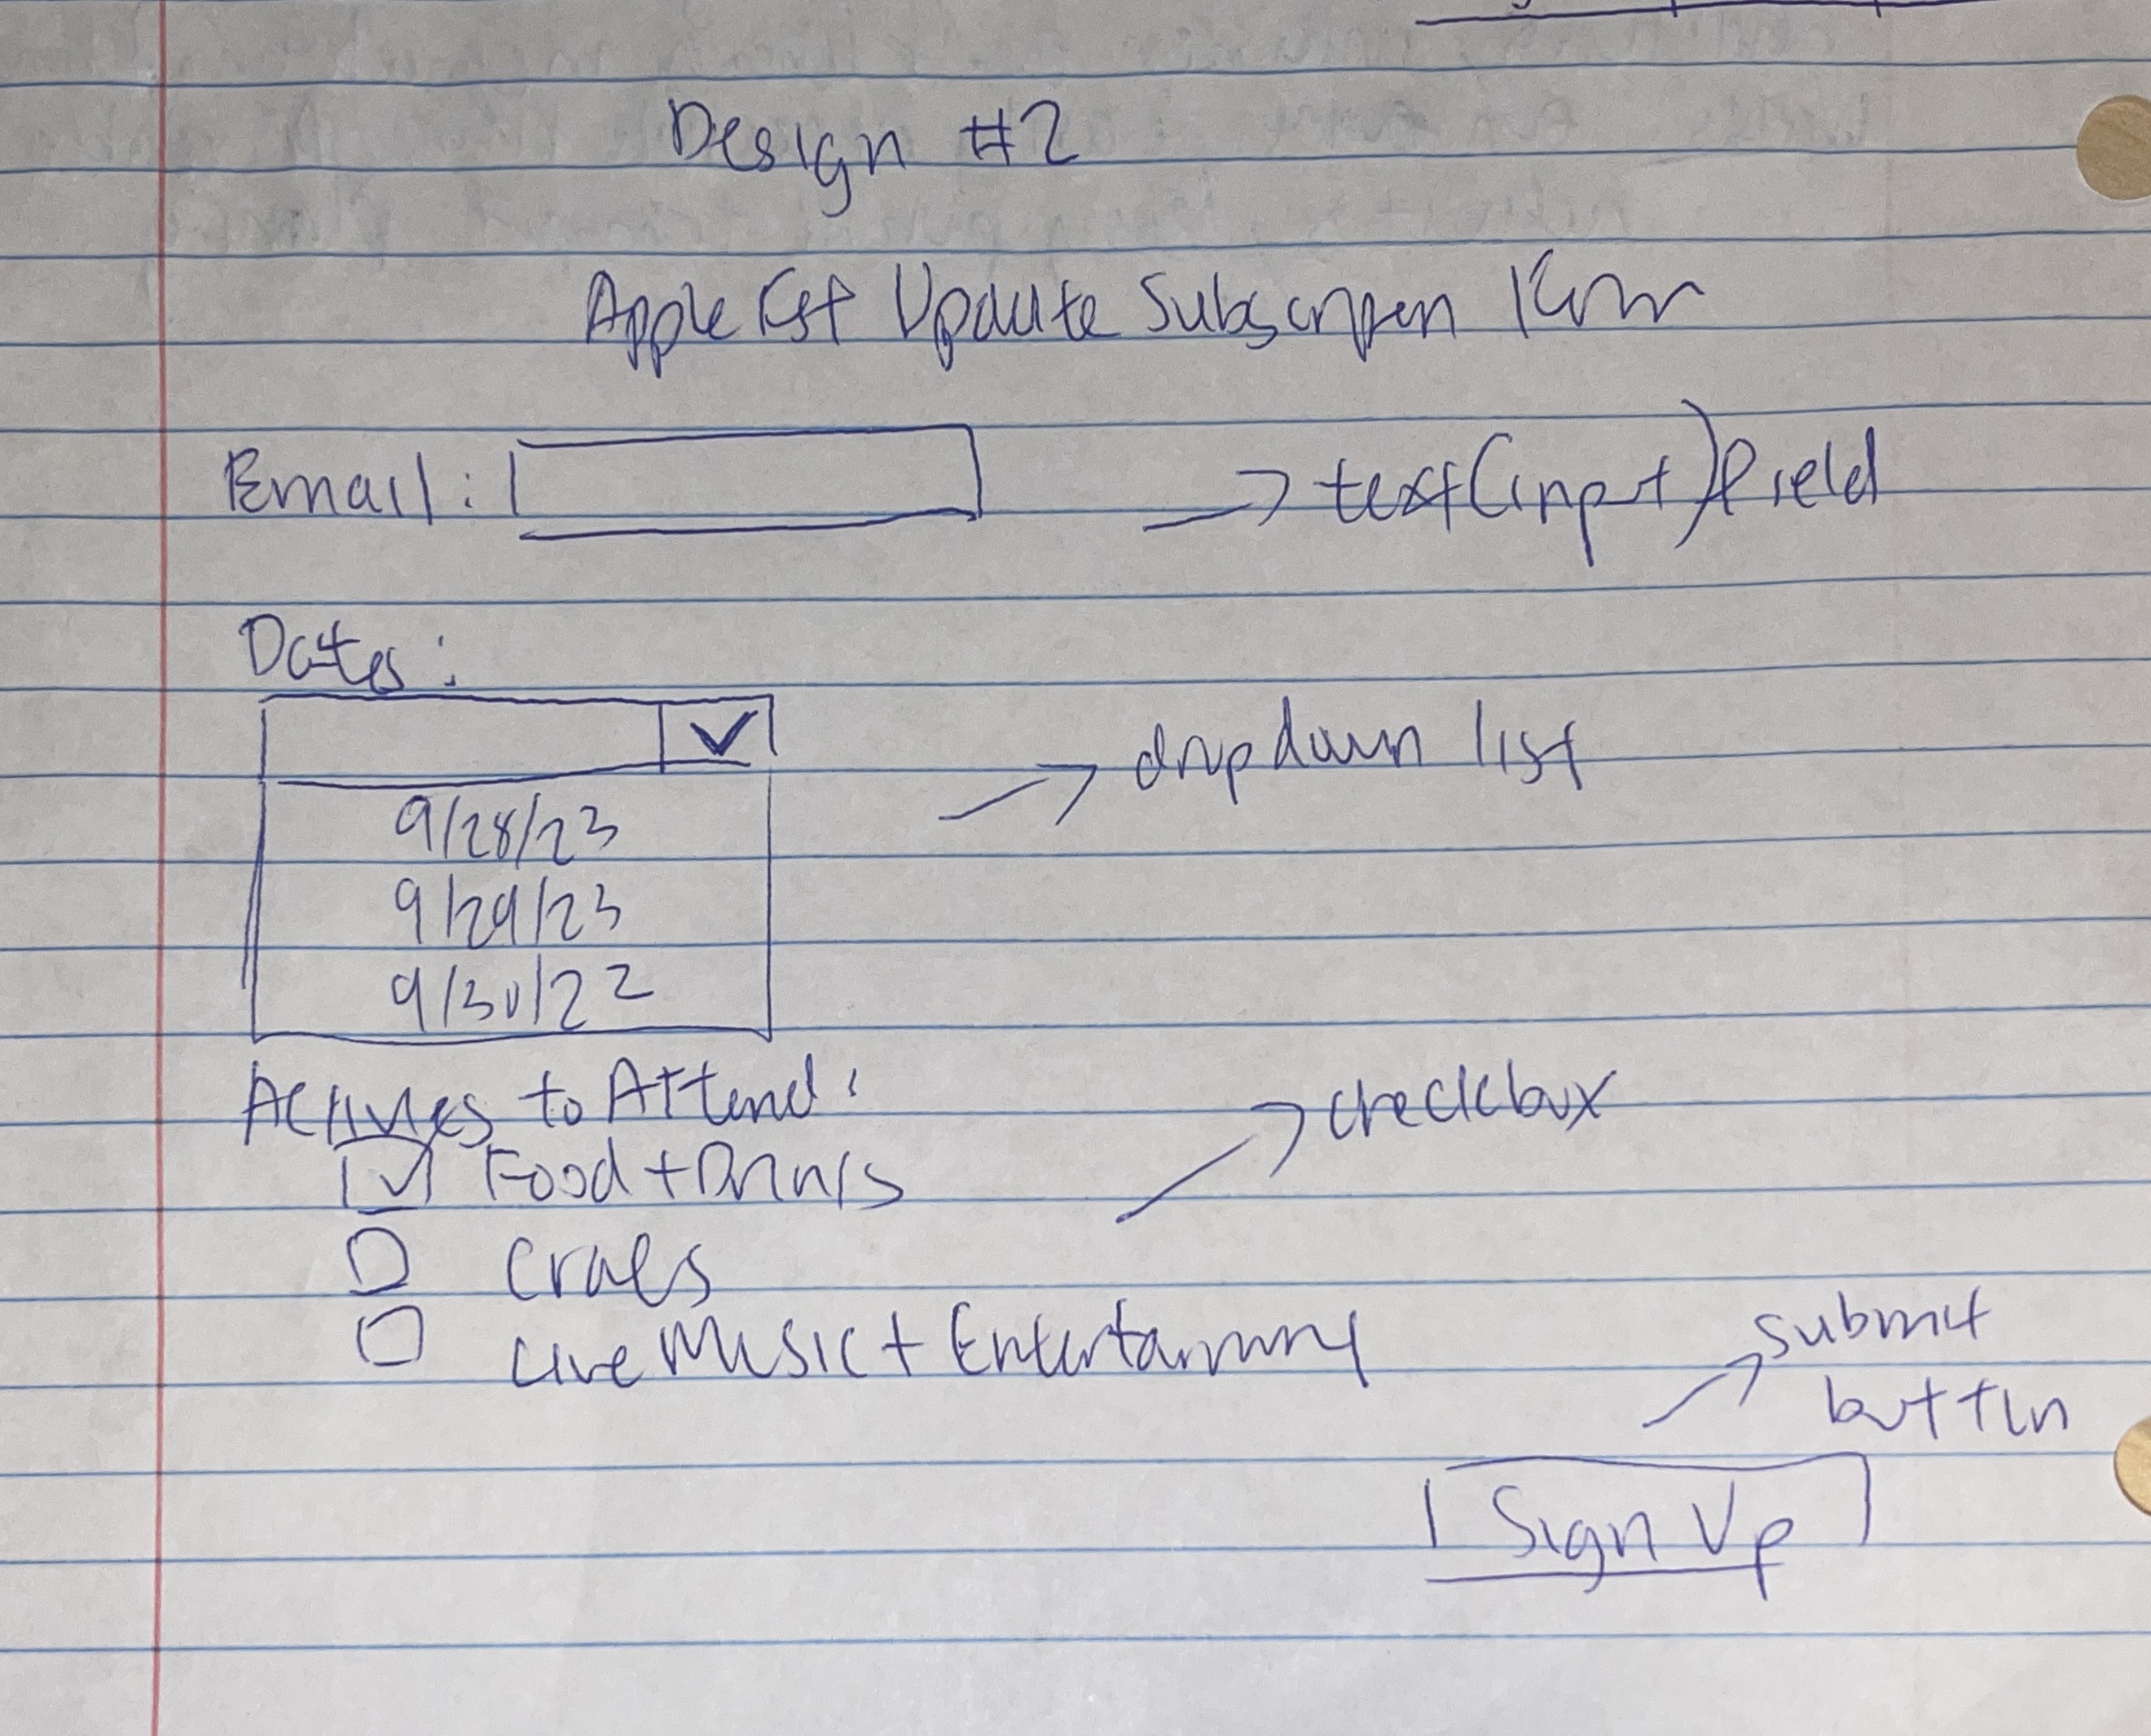 Design #2
Apple Fest Update Subscription Form
Email: → text(input) field
Dates:
→ dropdown list
9/28/23
9/29/23
9/30/22
Activities to Attend:
→ checkbox
Food + Drinks
Crafts
Live Music + Entertainment
→ submit
button
Sign Up